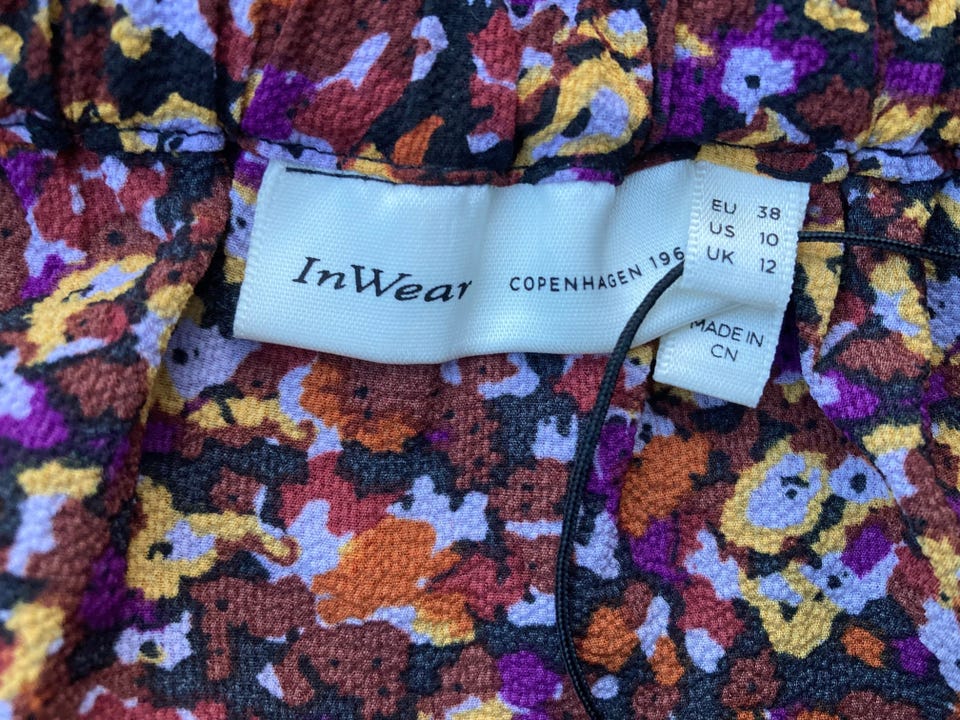 InWear COPENHAGEN 196
EU 38
US 10
UK 12
MADE IN
CN